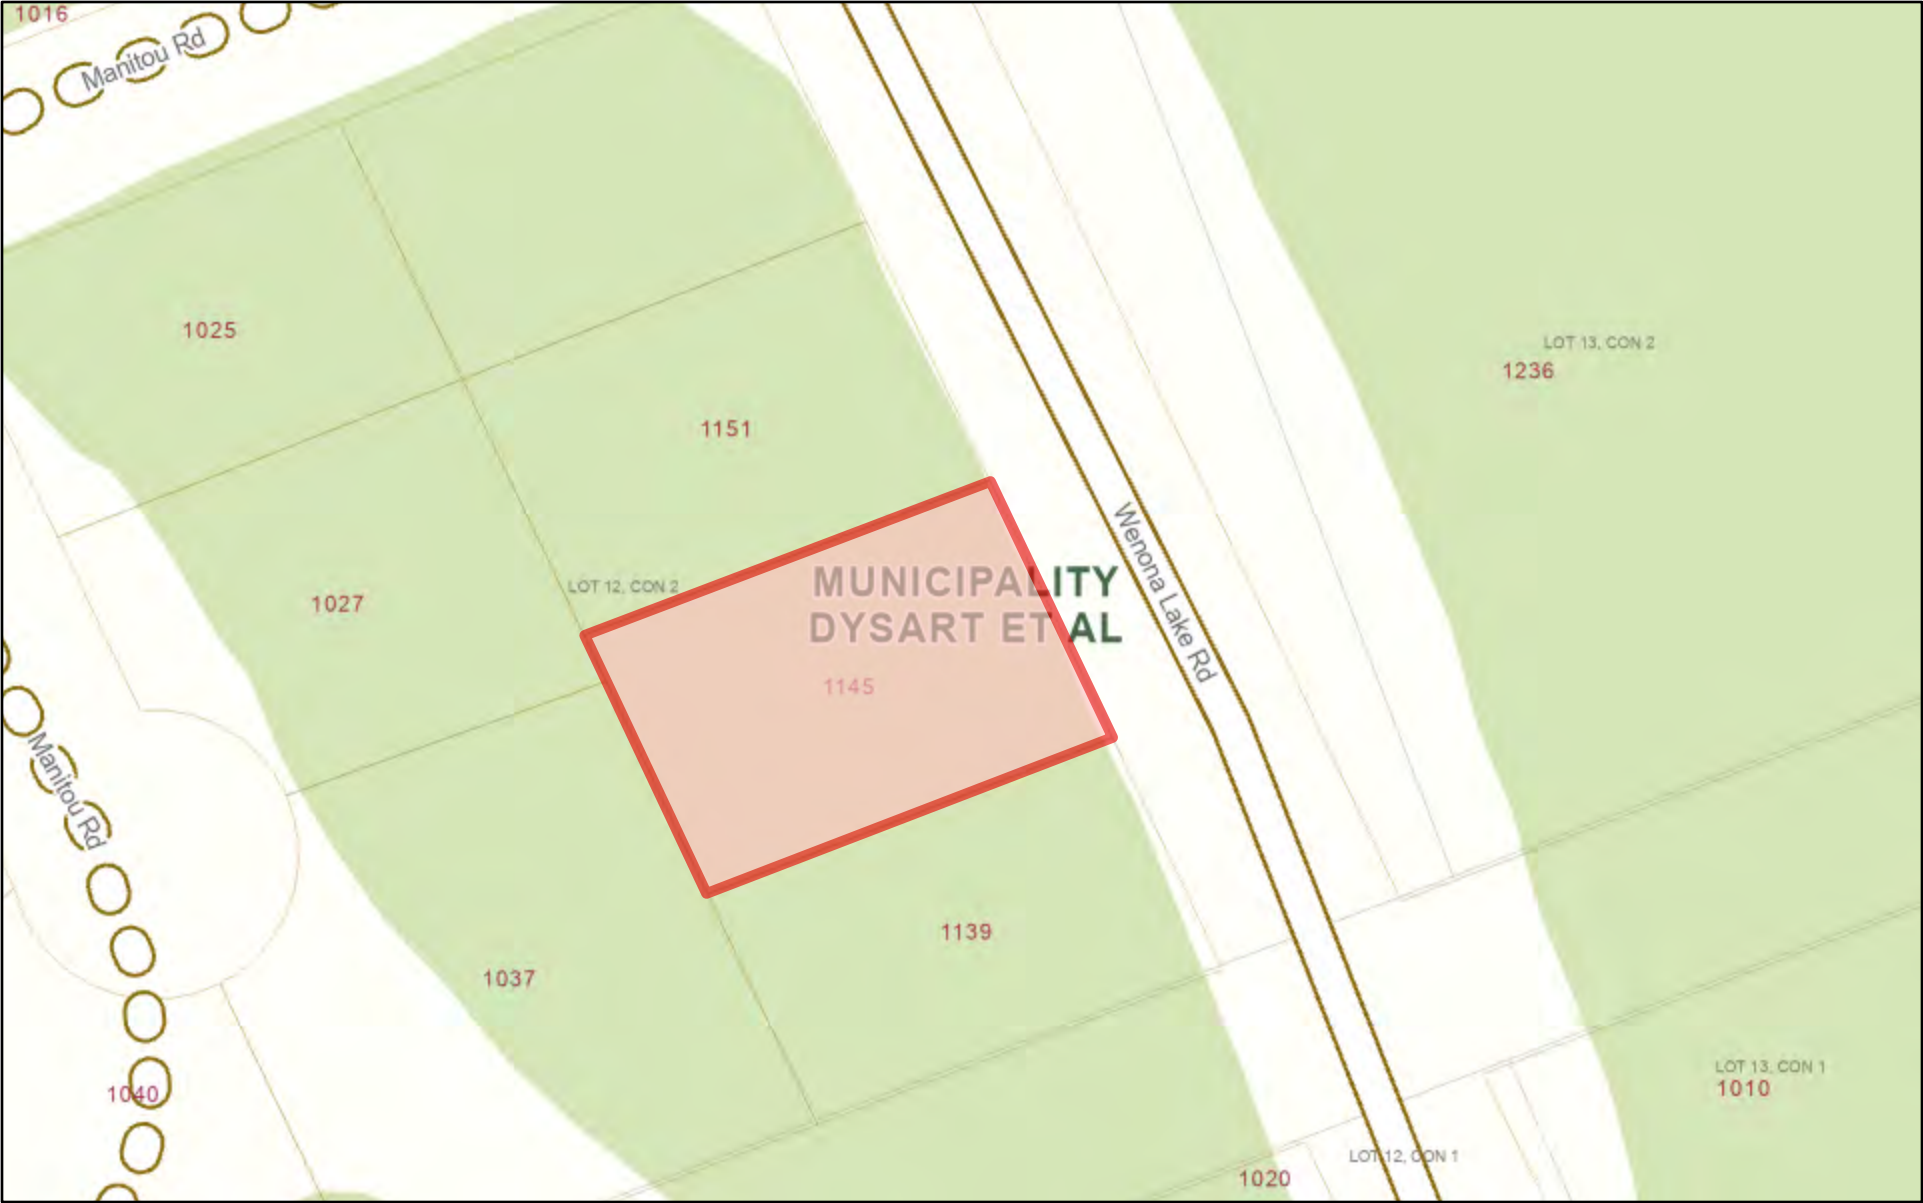 1016
Manitou Rd
1025
LOT 13, CON 2
1236
1151
Wenona Lake Rd
LOT 12, CON 2
MUNICIPALITY
DYSART ET AL
1027
1145
Manitou Rd
1139
1037
LOT 13, CON 1
1010
1040
LOT 12, CON 1
1020